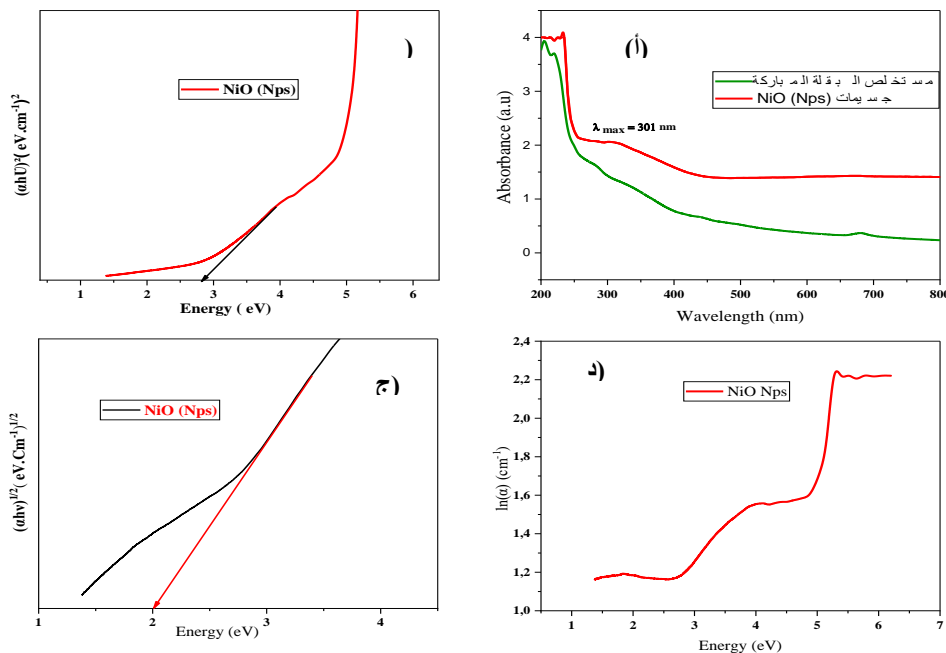 )
NiO (Nps)
(αhU)²( eV.cm⁻¹)²
1 2 3 4 5 6
Energy ( eV)
أ)
مستخلص البقلة المباركة
NiO (Nps) جسيمات
λ max = 301 nm
Absorbance (a.u)
4
3
2
1
0
200 300 400 500 600 700 800
Wavelength (nm)
ج)
NiO (Nps)
(αhν)¹/²( eV.Cm⁻¹)¹/²
1 2 3 4
Energy (eV)
د)
NiO Nps
ln(α) (cm⁻¹)
2,4
2,2
2,0
1,8
1,6
1,4
1,2
1,0
0 1 2 3 4 5 6 7
Energy (eV)